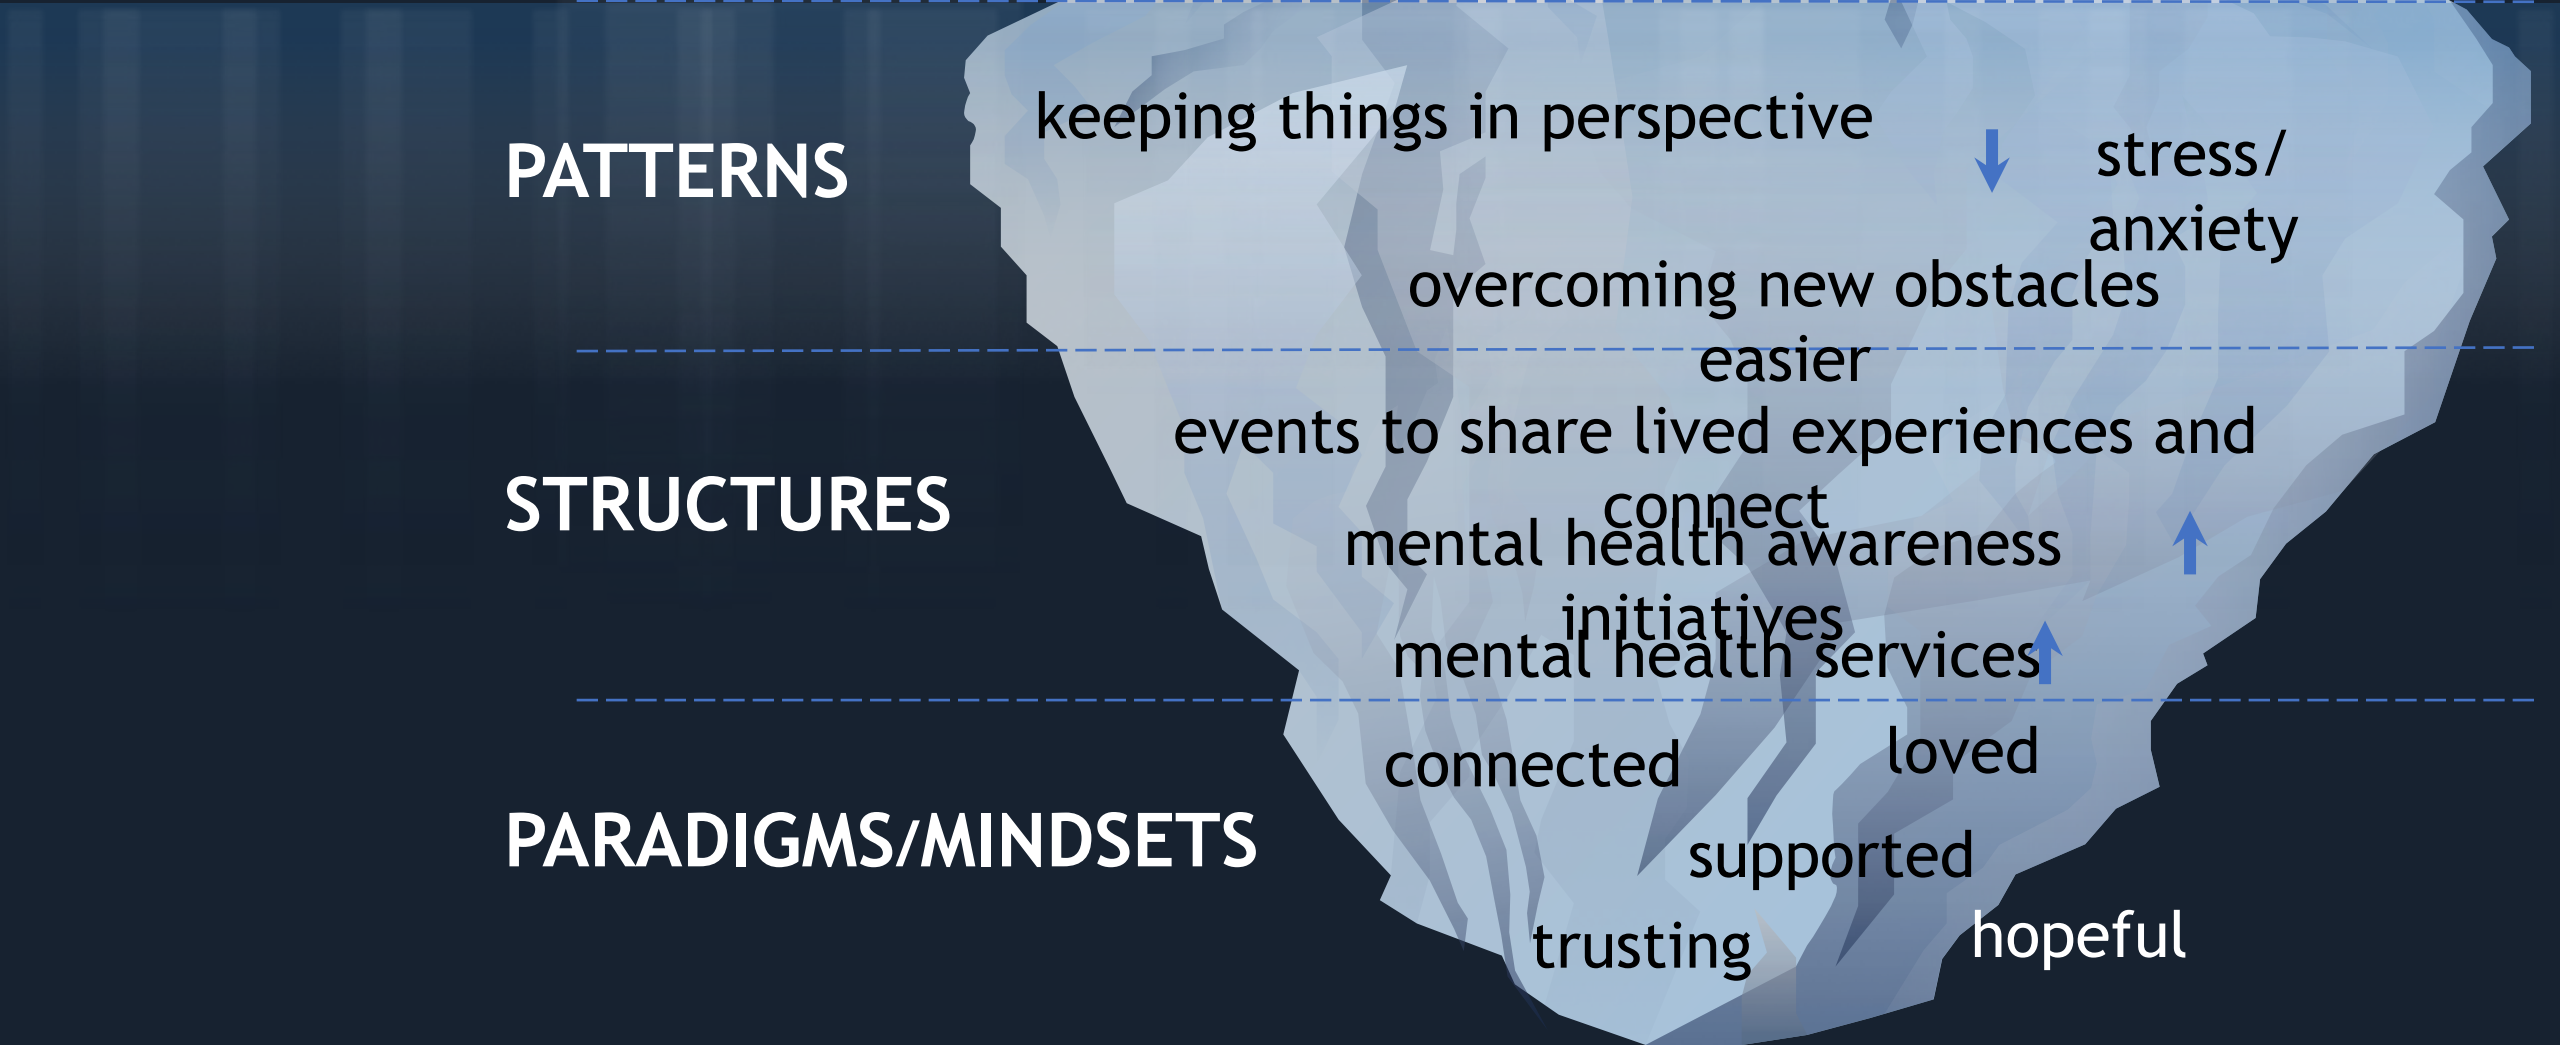 PATTERNS
keeping things in perspective
stress/
anxiety
overcoming new obstacles
easier
STRUCTURES
events to share lived experiences and
connect
mental health awareness
initiatives
mental health services
PARADIGMS/MINDSETS
connected
loved
supported
trusting
hopeful